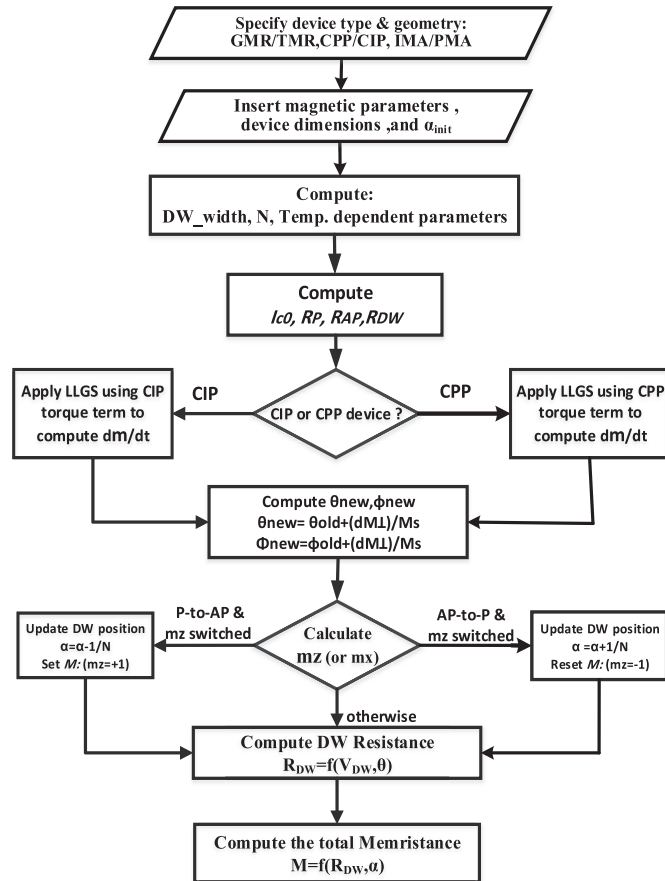 Specify device type & geometry:
GMR/TMR,CPP/CIP, IMA/PMA
Insert magnetic parameters ,
device dimensions ,and αinit
Compute:
DW_width, N, Temp. dependent parameters
Compute
Ic0, RP, RAP,RDW
CIP or CPP device ?
CIP
CPP
Apply LLGS using CIP
torque term to
compute dm/dt
Apply LLGS using CPP
torque term to
compute dm/dt
Compute θnew,ϕnew
θnew= θold+(dM⊥)/Ms
Φnew=ϕold+(dM⊥)/Ms
P-to-AP &
mz switched
Calculate
mz (or mx)
AP-to-P &
mz switched
Update DW position
α=α-1/N
Set M: (mz=+1)
Update DW position
α =α+1/N
Reset M: (mz=-1)
otherwise
Compute DW Resistance
RDW=f(VDW,θ)
Compute the total Memristance
M=f(RDW,α)